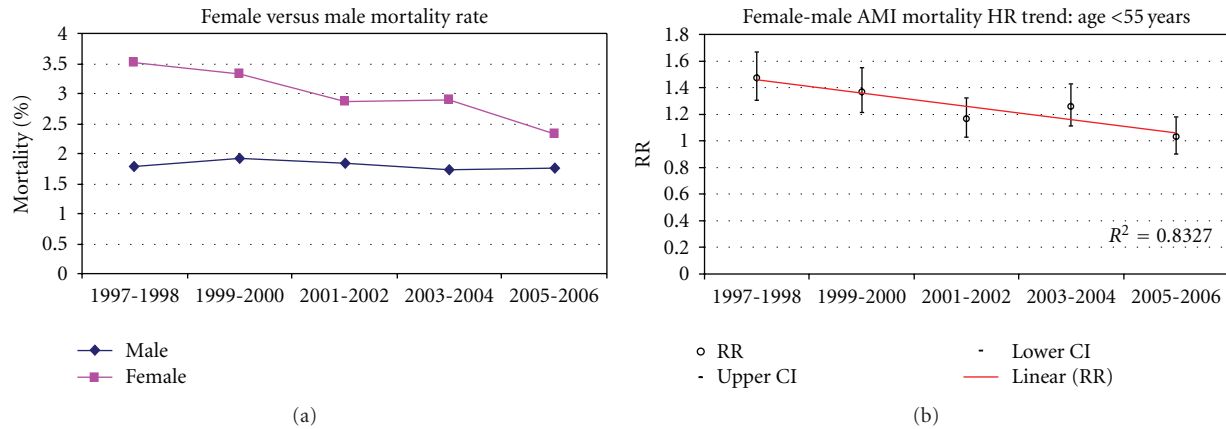 Female versus male mortality rate
Mortality (%)
4
3.5
3
2.5
2
1.5
1
0.5
0
1997-1998 1999-2000 2001-2002 2003-2004 2005-2006
Male
Female
(a)
Female-male AMI mortality HR trend: age <55 years
RR
1.8
1.6
1.4
1.2
1
0.8
0.6
0.4
0.2
0
R² = 0.8327
1997-1998 1999-2000 2001-2002 2003-2004 2005-2006
RR
Upper CI
Lower CI
Linear (RR)
(b)